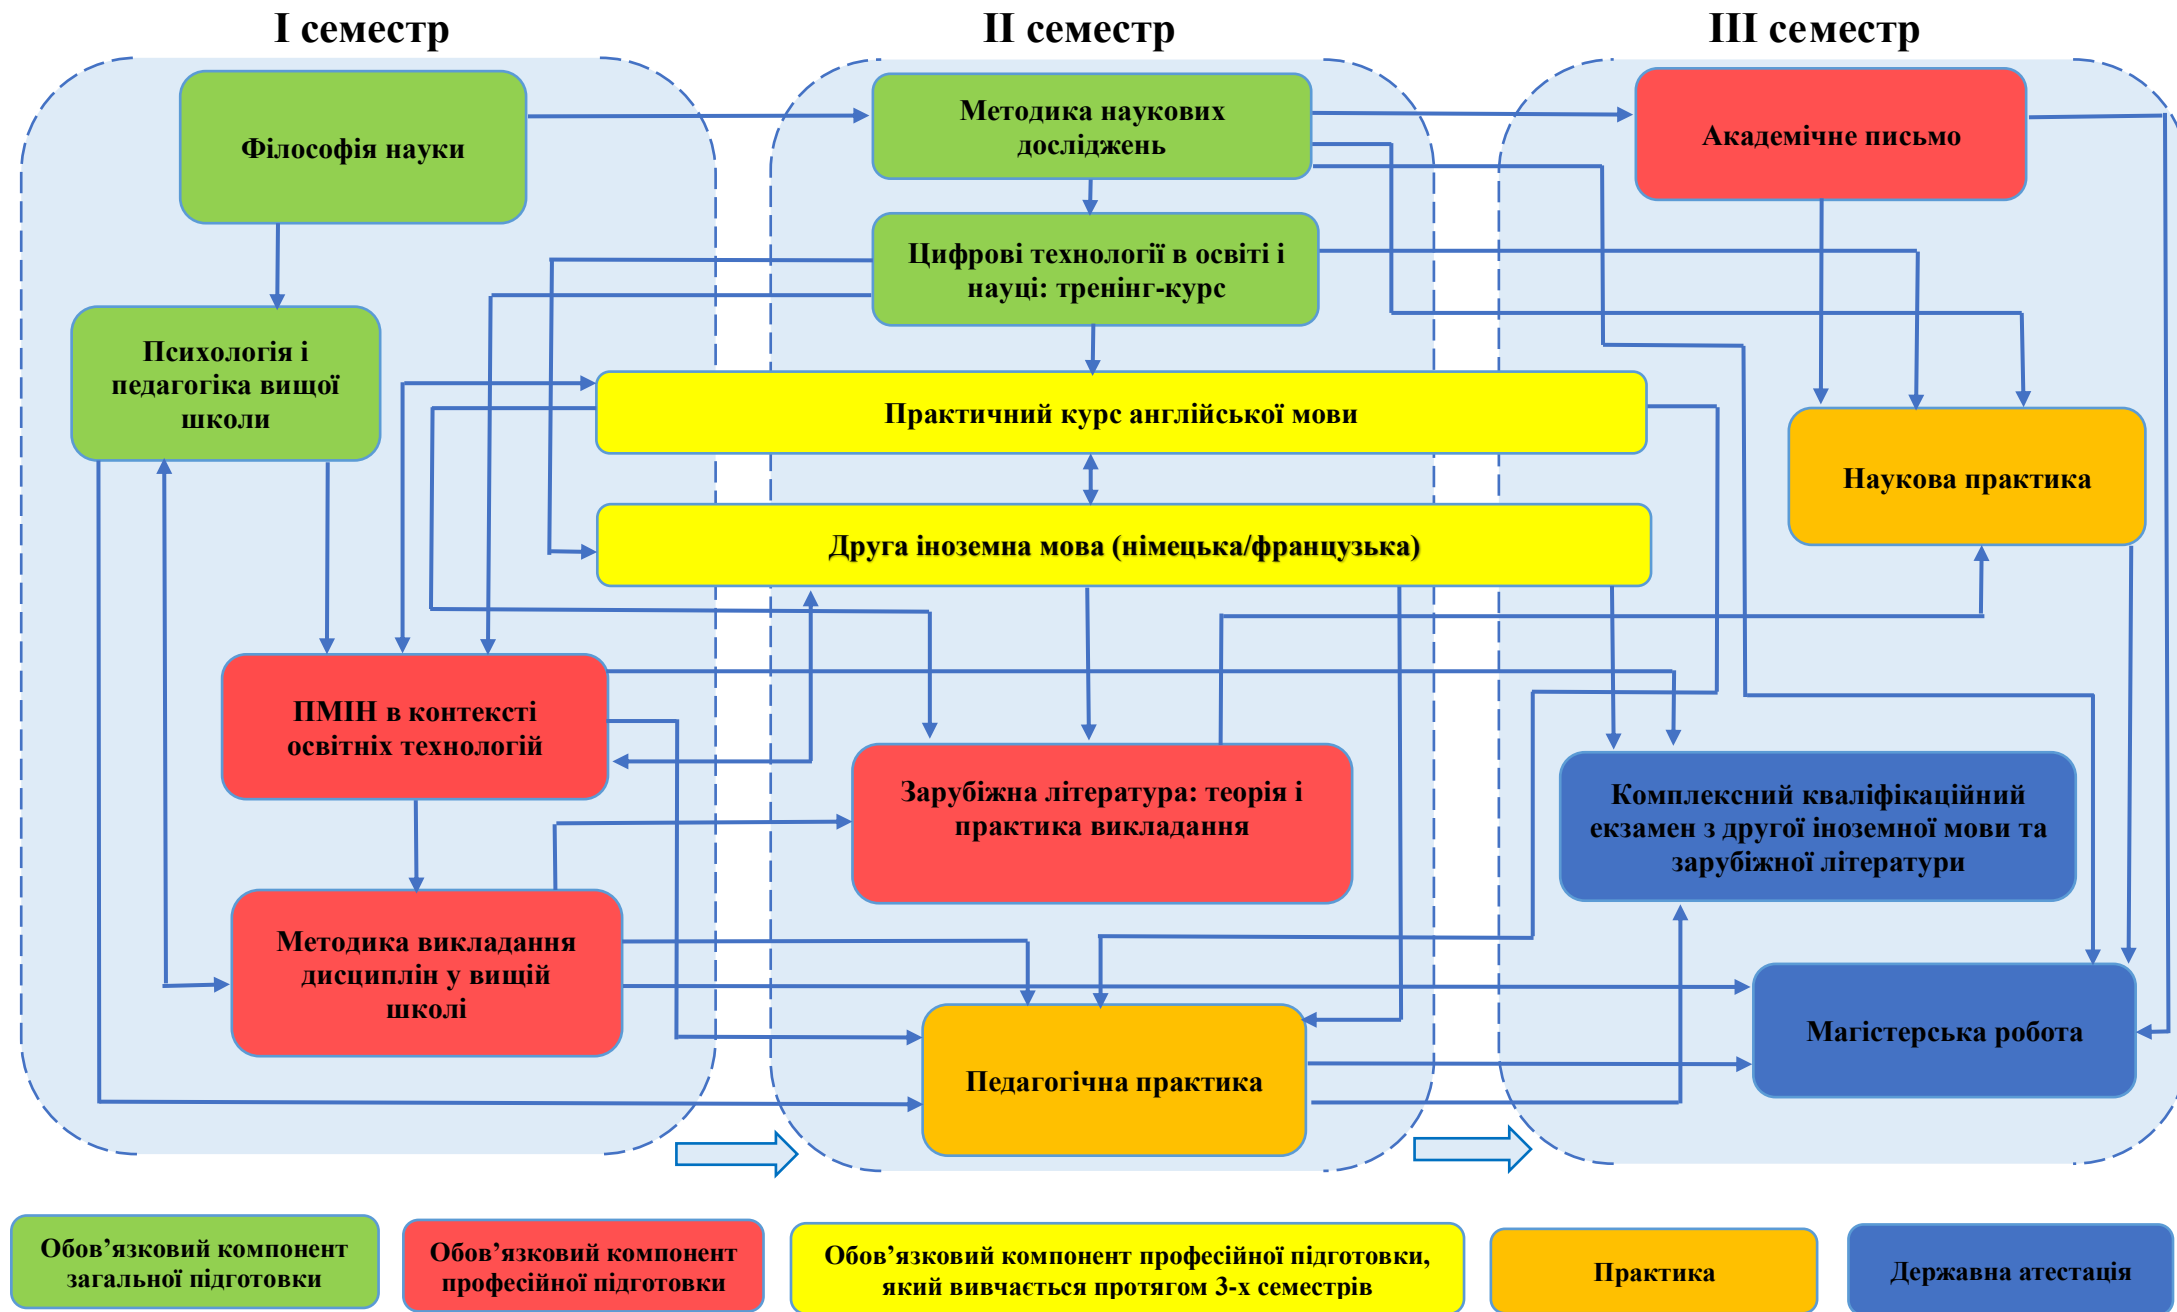 I семестр
II семестр
III семестр
Філософія науки
Методика наукових
досліджень
Академічне письмо
Цифрові технології в освіті і
науці: тренінг-курс
Психологія і
педагогіка вищої
школи
Практичний курс англійської мови
Наукова практика
Друга іноземна мова (німецька/французька)
ПМІН в контексті
освітніх технологій
Зарубіжна література: теорія і
практика викладання
Комплексний кваліфікаційний
екзамен з другої іноземної мови та
зарубіжної літератури
Методика викладання
дисциплін у вищій
школі
Магістерська робота
Педагогічна практика
Обов’язковий компонент
загальної підготовки
Обов’язковий компонент
професійної підготовки
Обов’язковий компонент професійної підготовки,
який вивчається протягом 3-х семестрів
Практика
Державна атестація